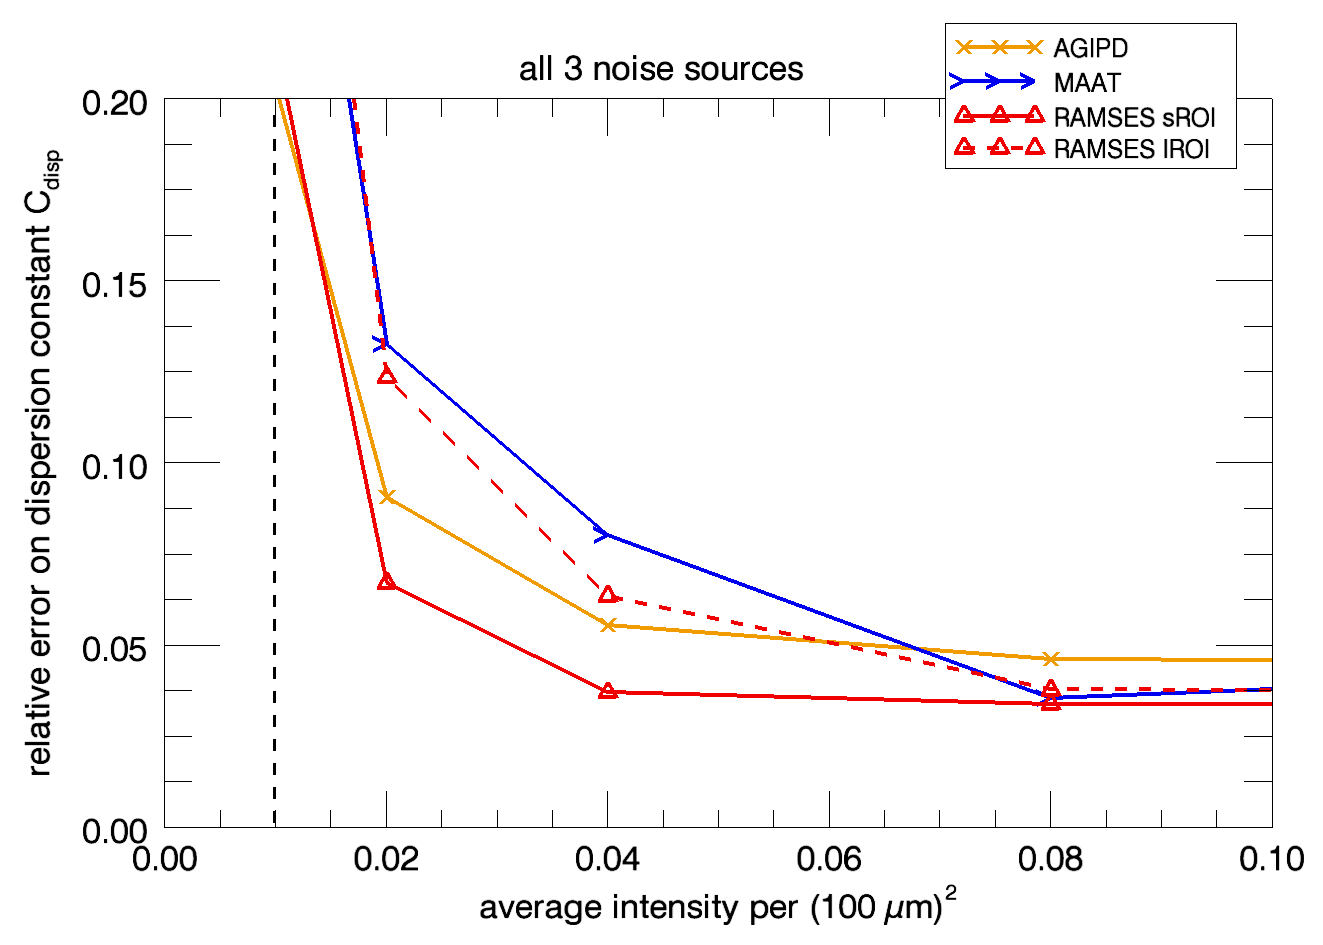 all 3 noise sources
AGIPD
MAAT
RAMSES sROI
RAMSES lROI
relative error on dispersion constant C_disp
0.20
0.15
0.10
0.05
0.00
0.00 0.02 0.04 0.06 0.08 0.10
average intensity per (100 µm)²